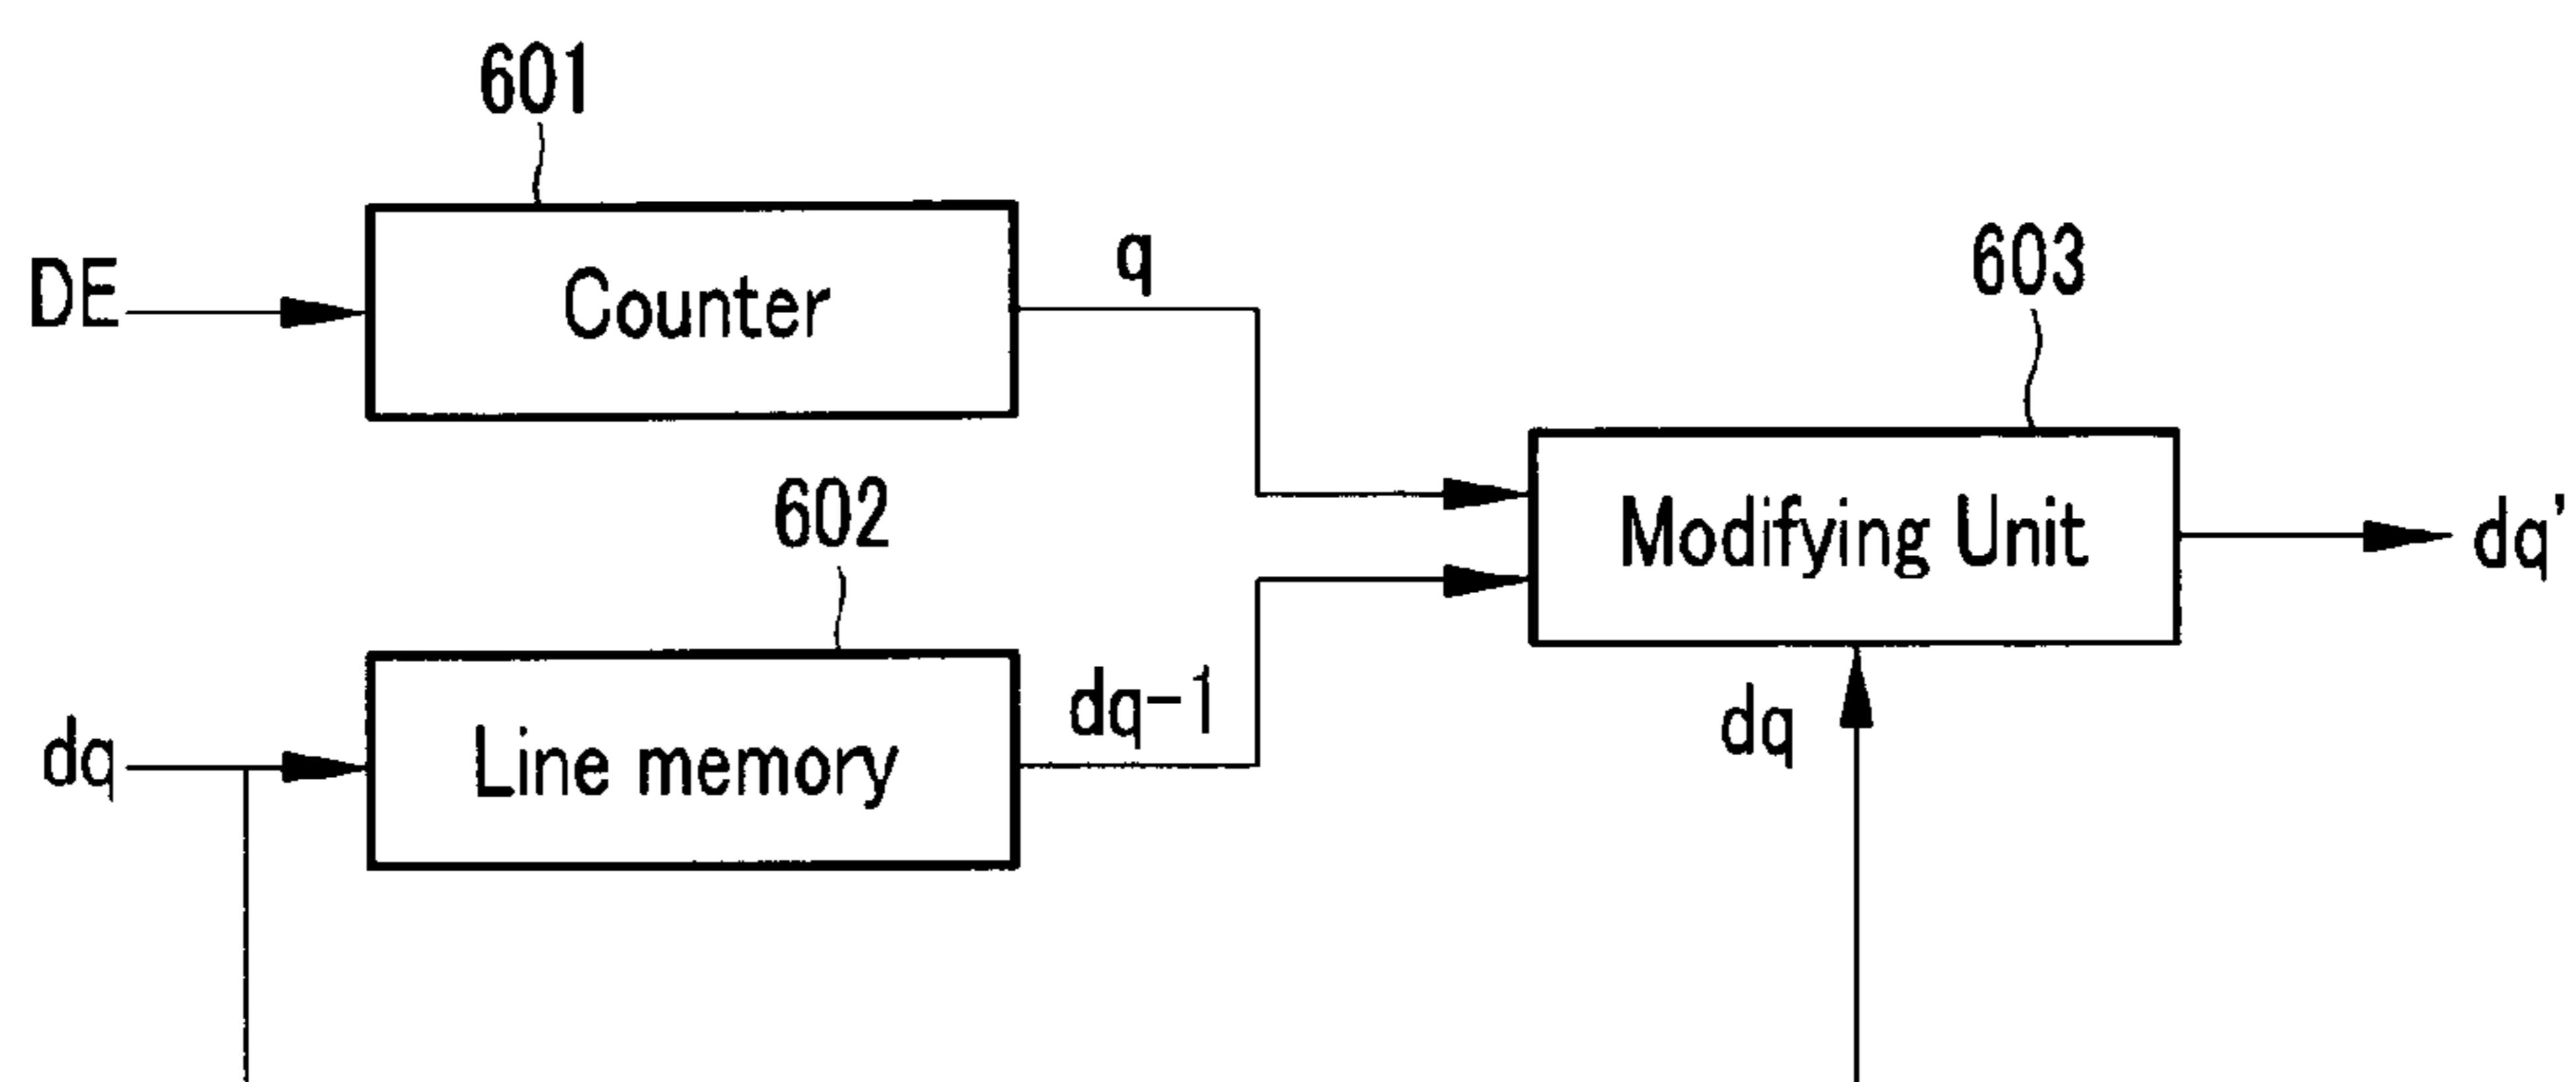 601
DE
Counter
q
603
602
Modifying Unit
dq'
dq
Line memory
dq-1
dq